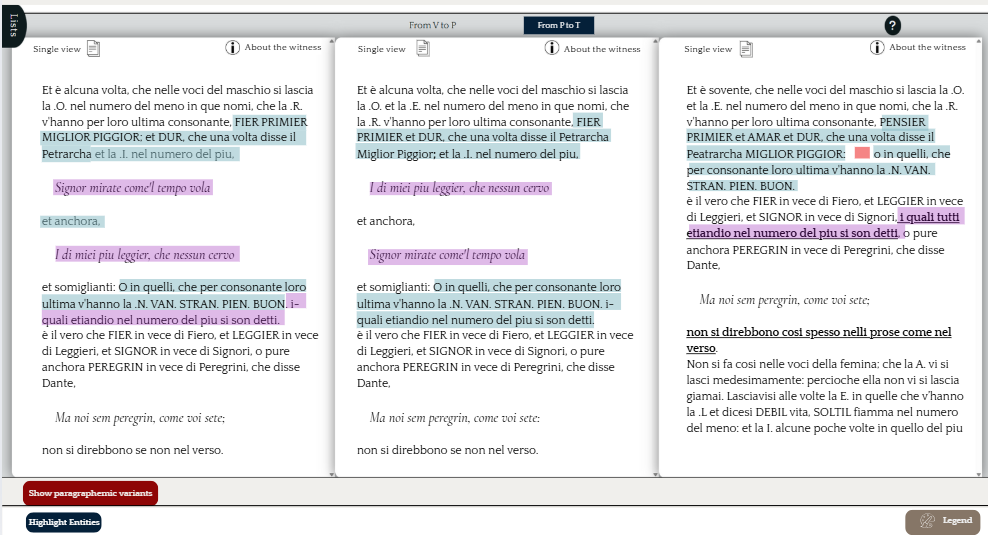 Lists
From V to P
From P to T
?
Single view
About the witness
Et è alcuna volta, che nelle voci del maschio si lascia
la .O. nel numero del meno in que nomi, che la .R.
v'hanno per loro ultima consonante, FIER PRIMIER
MIGLIOR PIGGIOR; et DUR, che una volta disse il
Petrarcha et la .I. nel numero del piu,
Signor mirate come'l tempo vola
et anchora,
I di miei piu leggier, che nessun cervo
et somiglianti: O in quelli, che per consonante loro
ultima v'hanno la .N. VAN. STRAN. PIEN. BUON. i-
quali etiandio nel numero del piu si son detti.
è il vero che FIER in vece di Fiero, et LEGGIER in vece
di Leggieri, et SIGNOR in vece di Signori, o pure
anchora PEREGRIN in vece di Peregrini, che disse
Dante,
Ma noi sem peregrin, come voi sete;
non si direbbono se non nel verso.
Single view
About the witness
Et è alcuna volta, che nelle voci del maschio si lascia
la .O. et la .E. nel numero del meno in que nomi, che
la .R. v'hanno per loro ultima consonante, FIER
PRIMIER et DUR, che una volta disse il Petrarcha
Miglior Piggior; et la .I. nel numero del piu,
I di miei piu leggier, che nessun cervo
et anchora,
Signor mirate come'l tempo vola
et somiglianti: O in quelli, che per consonante loro
ultima v'hanno la .N. VAN. STRAN. PIEN. BUON. i-
quali etiandio nel numero del piu si son detti.
è il vero che FIER in vece di Fiero, et LEGGIER in vece
di Leggieri, et SIGNOR in vece di Signori, o pure
anchora PEREGRIN in vece di Peregrini, che disse
Dante,
Ma noi sem peregrin, come voi sete:
non si direbbono se non nel verso.
Single view
About the witness
Et è sovente, che nelle voci del maschio si lascia la .O.
et la .E. nel numero del meno in que nomi, che la .R.
v'hanno per loro ultima consonante, PENSIER
PRIMIER et AMAR et DUR, che una volta disse il
Peatrarcha MIGLIOR PIGGIOR: o in quelli, che
per consonante loro ultima v'hanno la .N. VAN.
STRAN. PIEN. BUON.
è il vero che FIER in vece di Fiero, et LEGGIER in vece
di Leggieri, et SIGNOR in vece di Signori, i quali tutti
etiandio nel numero del piu si son detti, o pure
anchora PEREGRIN in vece di Peregrini, che disse
Dante,
Ma noi sem peregrin, come voi sete;
non si direbbono cosi spesso nelli prose come nel
verso.
Non si fa cosi nelle voci della femina; che la A. vi si
lasci medesimamente: percioche ella non vi si lascia
giamai. Lasciavisi alle volte la E. in quelle che v'hanno
la .L et dicesi DEBIL vita, SOLTIL fiamma nel numero
del meno: et la I. alcune poche volte in quello del piu
Show paragraphemic variants
Highlight Entities
Legend